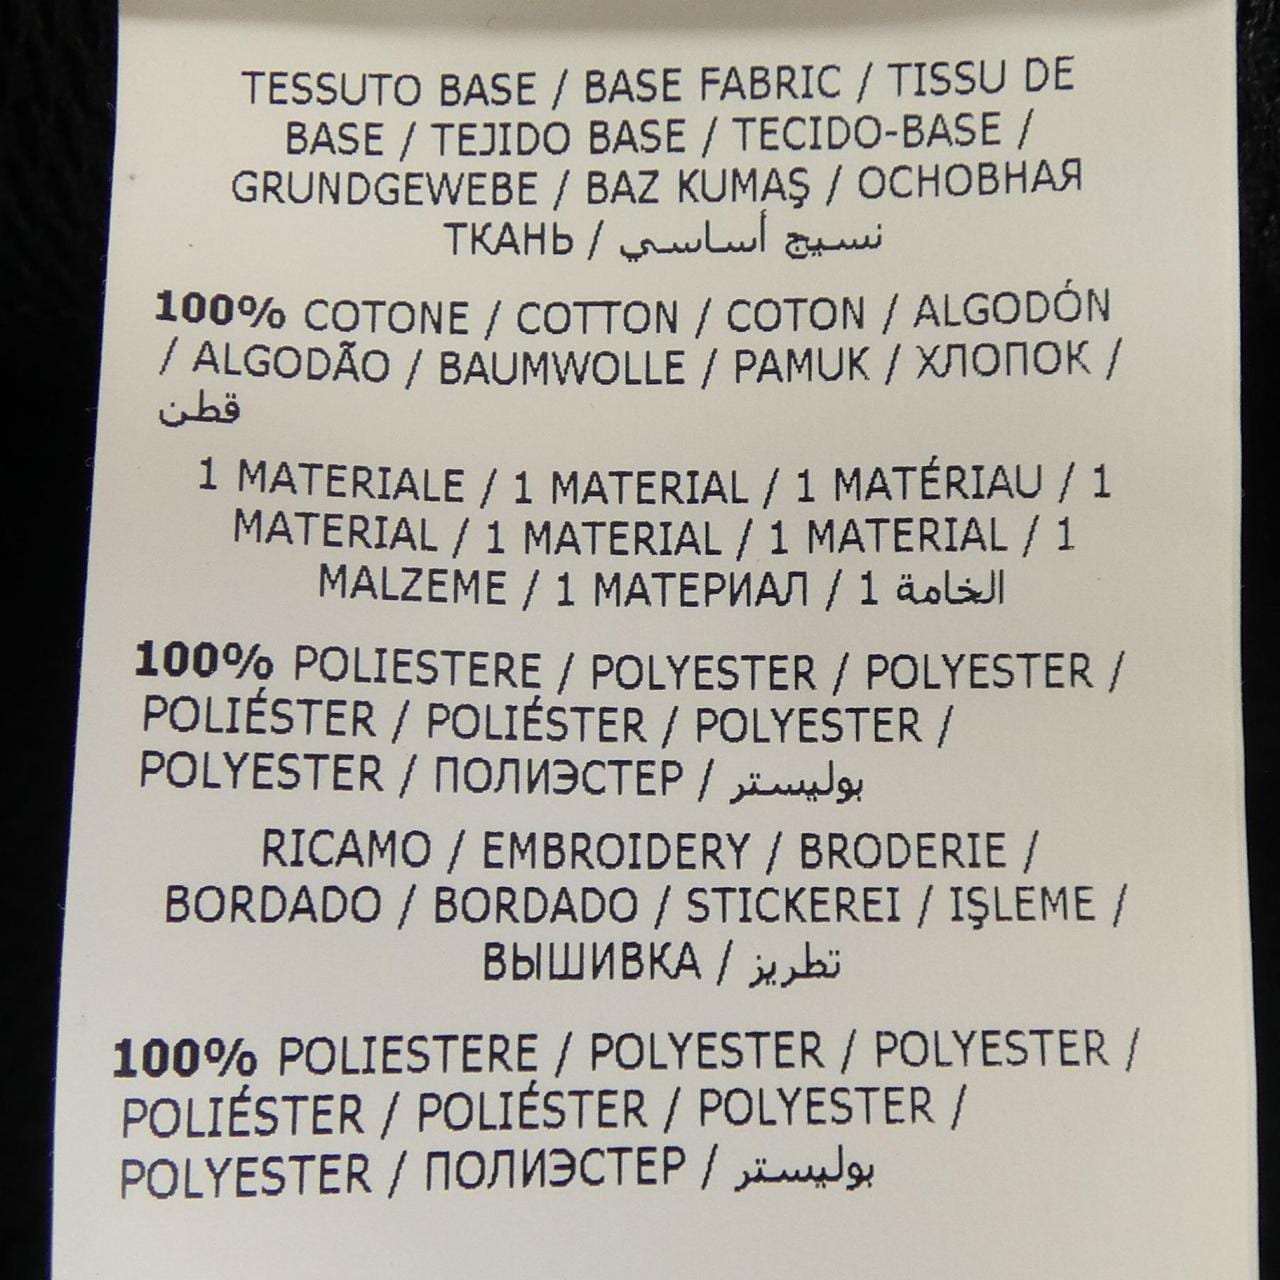 TESSUTO BASE / BASE FABRIC / TISSU DE
BASE / TEJIDO BASE / TECIDO-BASE /
GRUNDGEWEBE / BAZ KUMAŞ / ОСНОВНАЯ
ТКАНЬ / نسيج أساسي
100% COTONE / COTTON / COTON / ALGODÓN
/ ALGODÃO / BAUMWOLLE / PAMUK / ХЛОПОК /
قطن
1 MATERIALE / 1 MATERIAL / 1 MATÉRIAU / 1
MATERIAL / 1 MATERIAL / 1 MATERIAL / 1
MALZEME / 1 МАТЕРИАЛ / 1 الخامة
100% POLIESTERE / POLYESTER / POLYESTER /
POLIÉSTER / POLIÉSTER / POLYESTER /
POLYESTER / ПОЛИЭСТЕР / بوليستر
RICAMO / EMBROIDERY / BRODERIE /
BORDADO / BORDADO / STICKEREI / IŞLEME /
ВЫШИВКА / تطريز
100% POLIESTERE / POLYESTER / POLYESTER /
POLIÉSTER / POLIÉSTER / POLYESTER /
POLYESTER / ПОЛИЭСТЕР / بوليستر